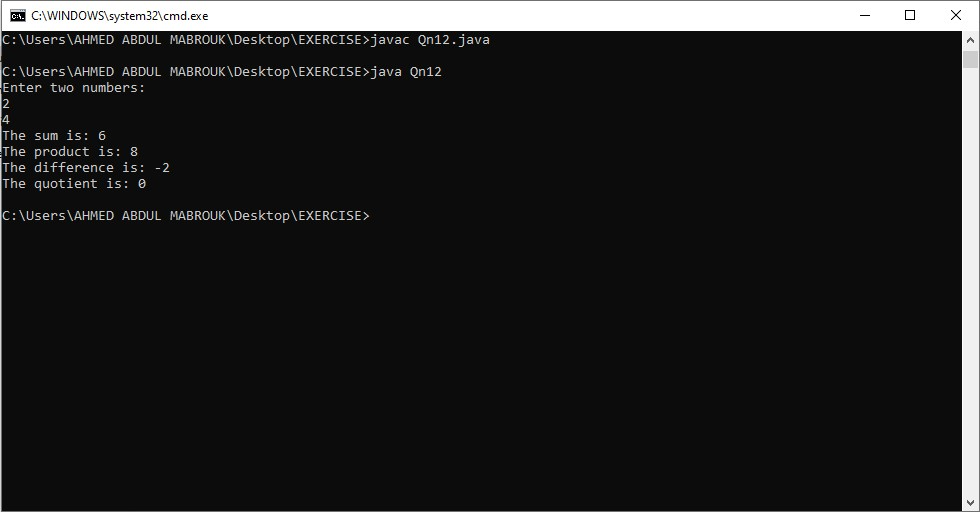 C:\WINDOWS\system32\cmd.exe
C:\Users\AHMED ABDUL MABROUK\Desktop\EXERCISE>javac Qn12.java
C:\Users\AHMED ABDUL MABROUK\Desktop\EXERCISE>java Qn12
Enter two numbers:
2
4
The sum is: 6
The product is: 8
The difference is: -2
The quotient is: 0
C:\Users\AHMED ABDUL MABROUK\Desktop\EXERCISE>